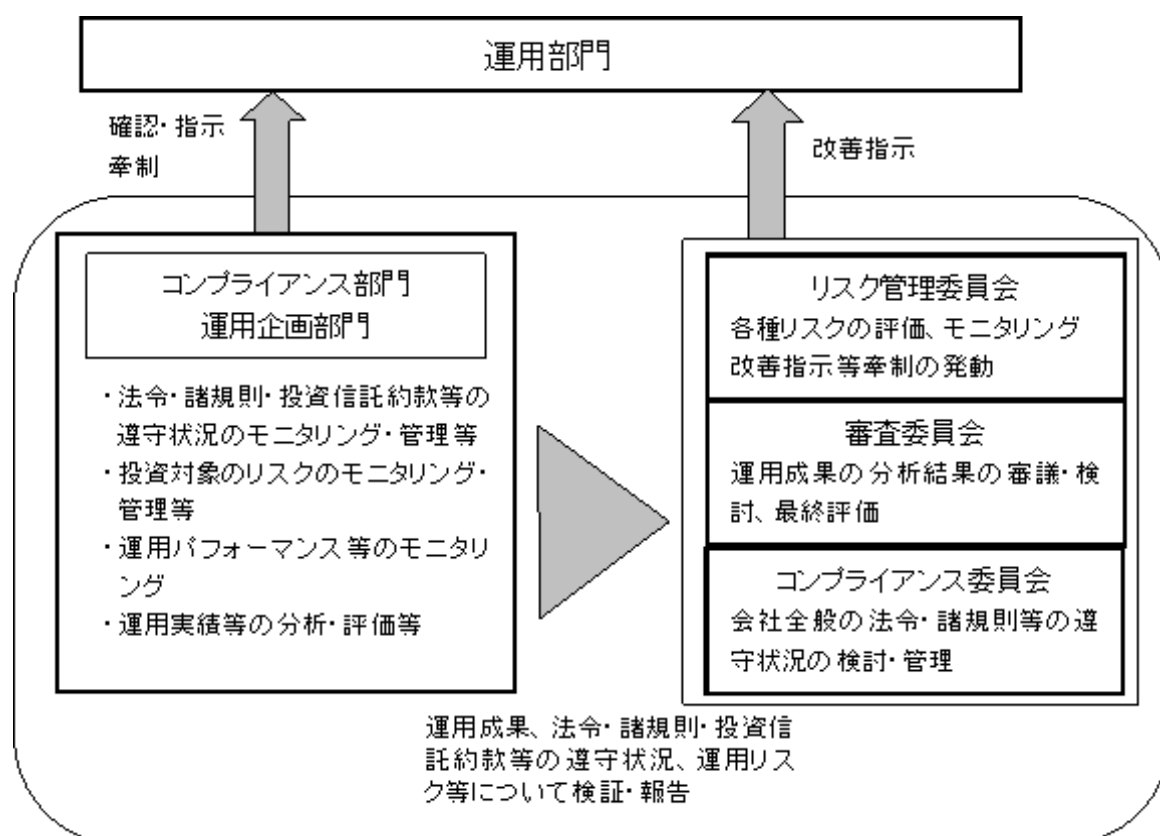 運用部門
確認・指示
牽制
改善指示
コンプライアンス部門
運用企画部門
・法令・諸規則・投資信託約款等の
遵守状況のモニタリング・管理等
・投資対象のリスクのモニタリング・
管理等
・運用パフォーマンス等のモニタリ
ング
・運用実績等の分析・評価等
リスク管理委員会
各種リスクの評価、モニタリング
改善指示等牽制の発動
審査委員会
運用成果の分析結果の審議・検
討、最終評価
コンプライアンス委員会
会社全般の法令・諸規則等の遵
守状況の検討・管理
運用成果、法令・諸規則・投資信
託約款等の遵守状況、運用リス
ク等について検証・報告